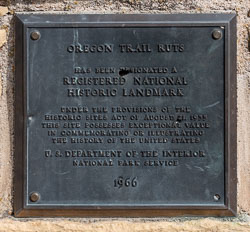 OREGON TRAIL RUTS
HAS BEEN DESIGNATED A
REGISTERED NATIONAL
HISTORIC LANDMARK
UNDER THE PROVISIONS OF THE
HISTORIC SITES ACT OF AUGUST 21, 1935
THIS SITE POSSESSES EXCEPTIONAL VALUE
IN COMMEMORATING OR ILLUSTRATING
THE HISTORY OF THE UNITED STATES
U.S. DEPARTMENT OF THE INTERIOR
NATIONAL PARK SERVICE
1966